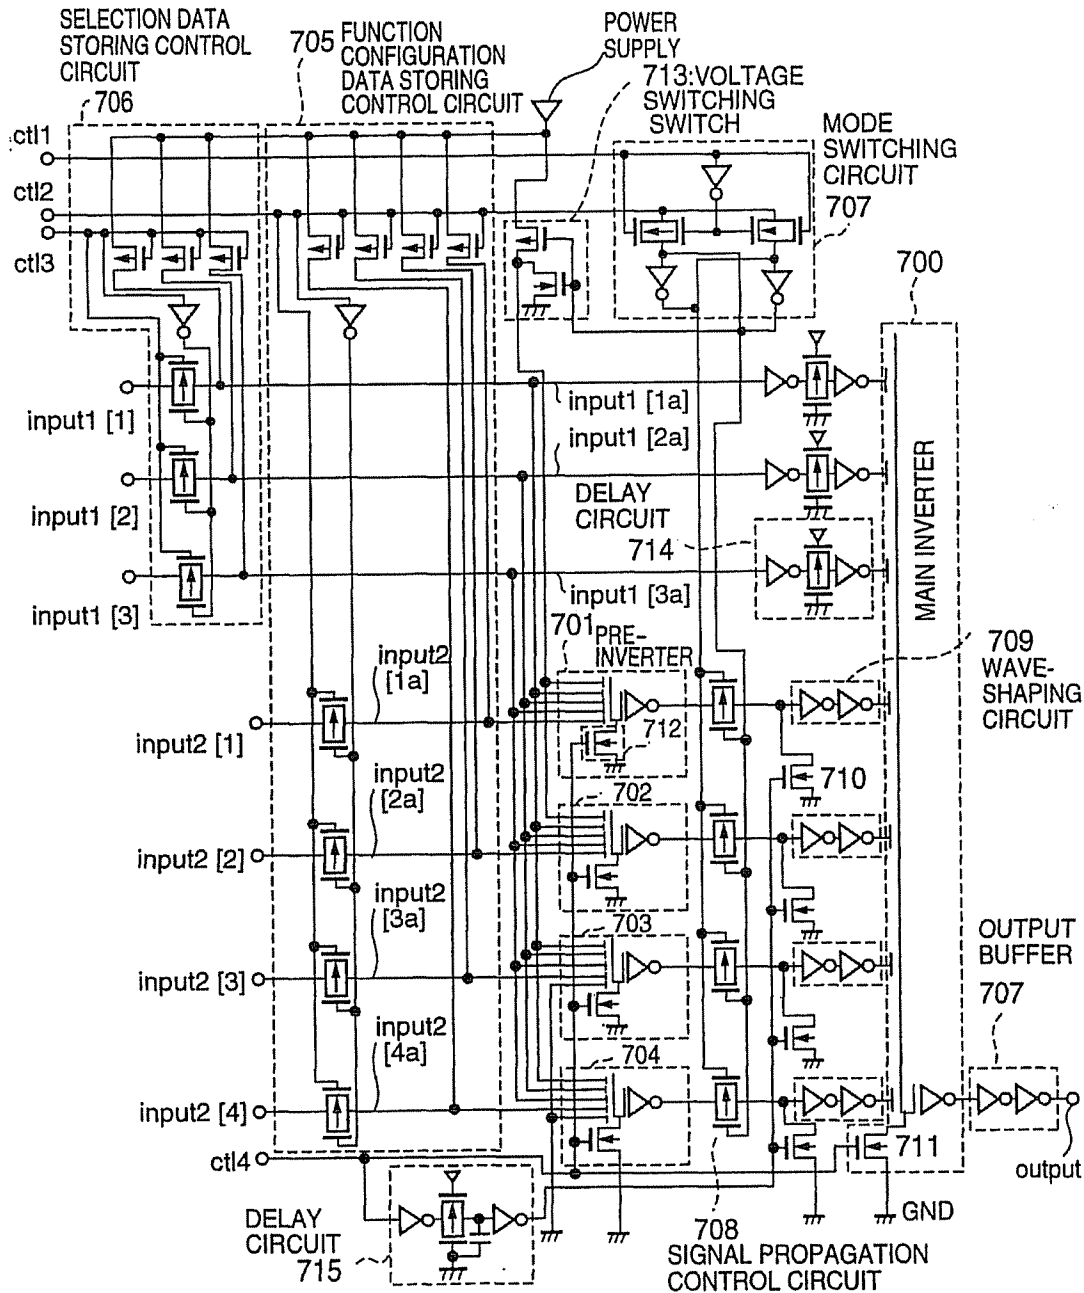 SELECTION DATA
STORING CONTROL
CIRCUIT
706
705 FUNCTION
CONFIGURATION
DATA STORING
CONTROL CIRCUIT
POWER
SUPPLY
713:VOLTAGE
SWITCHING
SWITCH
MODE
SWITCHING
CIRCUIT
707
ctl1
ctl2
ctl3
700
input1 [1]
input1 [1a]
input1 [2a]
input1 [2]
DELAY
CIRCUIT
714
MAIN INVERTER
input1 [3]
input1 [3a]
701
PRE-
INVERTER
709
WAVE-
SHAPING
CIRCUIT
input2
[1a]
input2 [1]
712
710
input2
[2a]
702
input2 [2]
input2
[3a]
703
OUTPUT
BUFFER
707
input2 [3]
input2
[4a]
704
input2 [4]
711
ctl4
output
DELAY
CIRCUIT
715
GND
708
SIGNAL PROPAGATION
CONTROL CIRCUIT